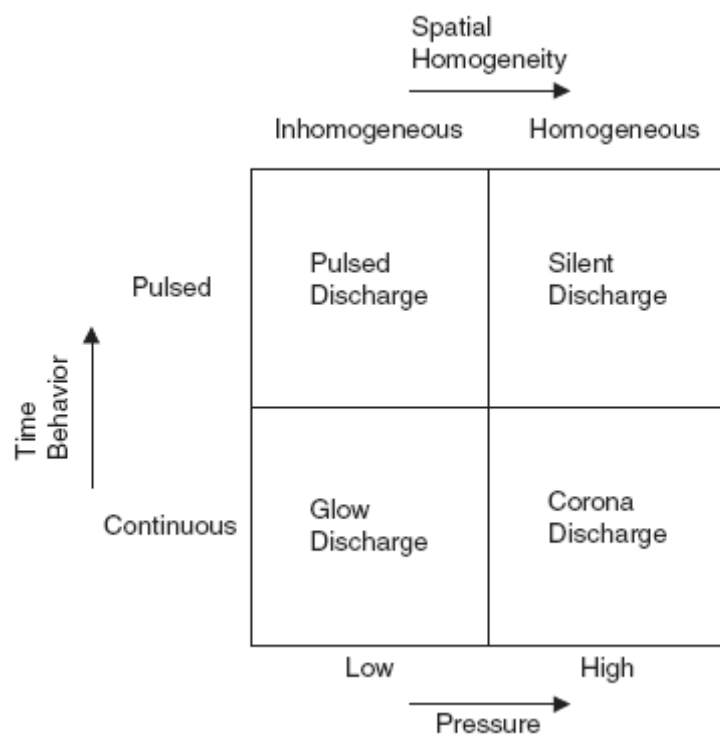 Spatial
Homogeneity
Inhomogeneous
Homogeneous
Pulsed
Pulsed
Discharge
Silent
Discharge
Time
Behavior
Continuous
Glow
Discharge
Corona
Discharge
Low
High
Pressure